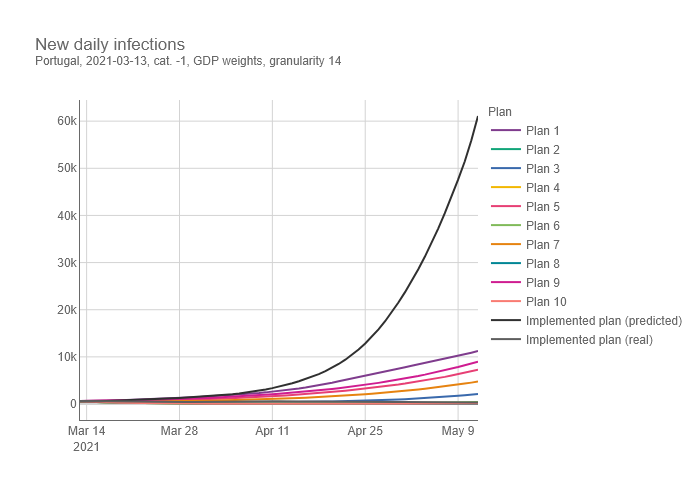 New daily infections
Portugal, 2021-03-13, cat. -1, GDP weights, granularity 14
60k
50k
40k
30k
20k
10k
0
Mar 14
2021
Mar 28
Apr 11
Apr 25
May 9
Plan
Plan 1
Plan 2
Plan 3
Plan 4
Plan 5
Plan 6
Plan 7
Plan 8
Plan 9
Plan 10
Implemented plan (predicted)
Implemented plan (real)